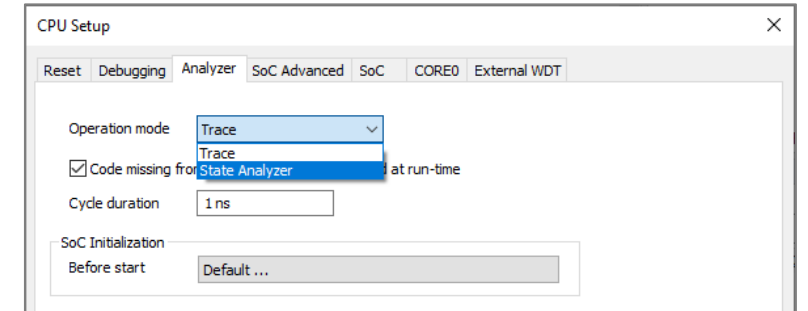 CPU Setup
Reset Debugging Analyzer SoC Advanced SoC CORE0 External WDT
Operation mode Trace
Trace
State Analyzer
Code missing at run-time
Cycle duration 1 ns
SoC Initialization
Before start Default ...